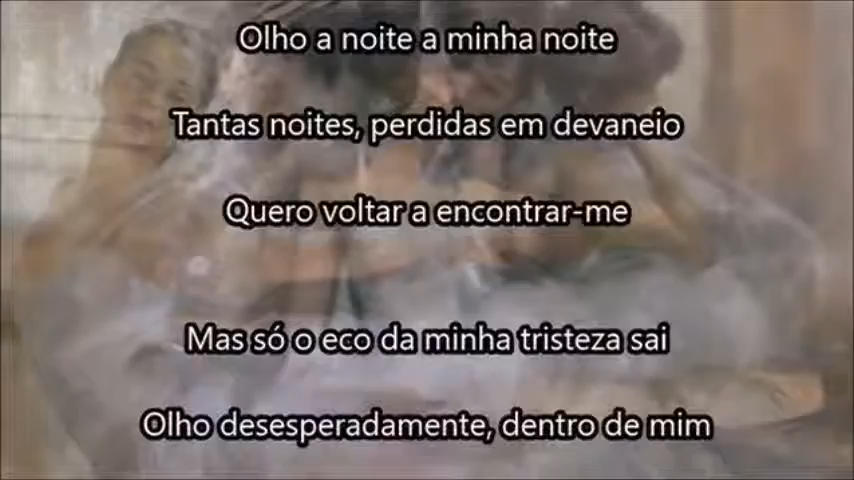 Olho a noite a minha noite
Tantas noites, perdidas em devaneio
Quero voltar a encontrar-me
Mas só o eco da minha tristeza sai
Olho desesperadamente, dentro de mim